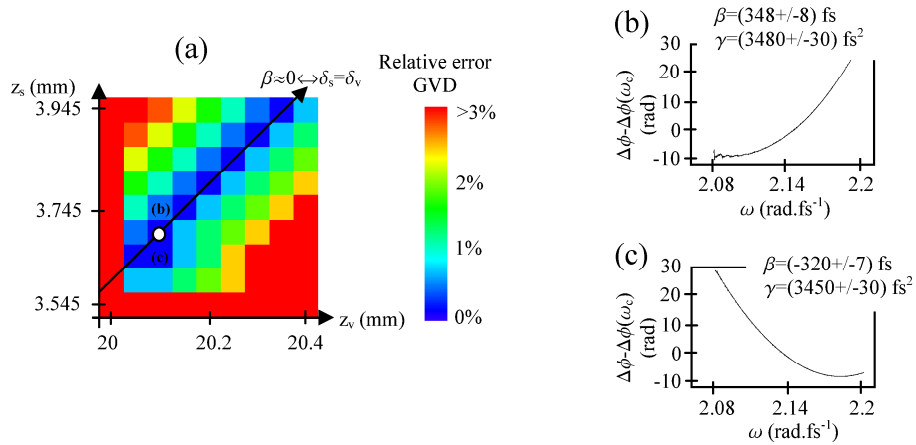 (a)
z_s (mm)
β≈0↔δ_s=δ_v
3.945
3.745
3.545
(b)
(c)
20
20.2
20.4
z_v (mm)
Relative error
GVD
>3%
2%
1%
0%
(b)
β=(348+/-8) fs
γ=(3480+/-30) fs²
Δϕ-Δϕ(ω_c)
(rad)
30
20
10
0
-10
2.08
2.14
2.2
ω (rad.fs⁻¹)
(c)
β=(-320+/-7) fs
γ=(3450+/-30) fs²
Δϕ-Δϕ(ω_c)
(rad)
30
20
10
0
-10
2.08
2.14
2.2
ω (rad.fs⁻¹)